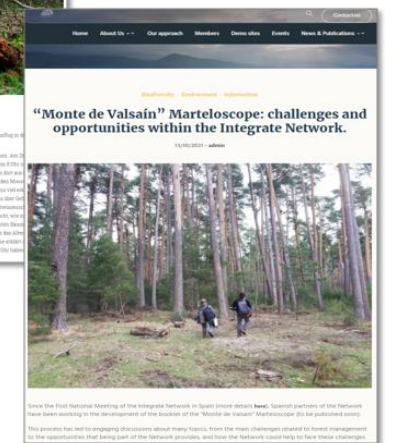 Contact us
Home About Us Our approach Members Demo sites Events News & Publications
Biodiversity · Environment · Information
“Monte de Valsaín” Marteloscope: challenges and
opportunities within the Integrate Network.
15/10/2021 – admin
Since the First National Meeting of the Integrate Network in Spain (more details here), Spanish partners of the Network
have been working in the development of the booklet of the “Monte de Valsaín” Marteloscope (to be published soon).
This process has led to engaging discussions about many topics, from the main challenges related to forest management
to the opportunities that being part of the Network provides, and how the Network could help to face these challenges.